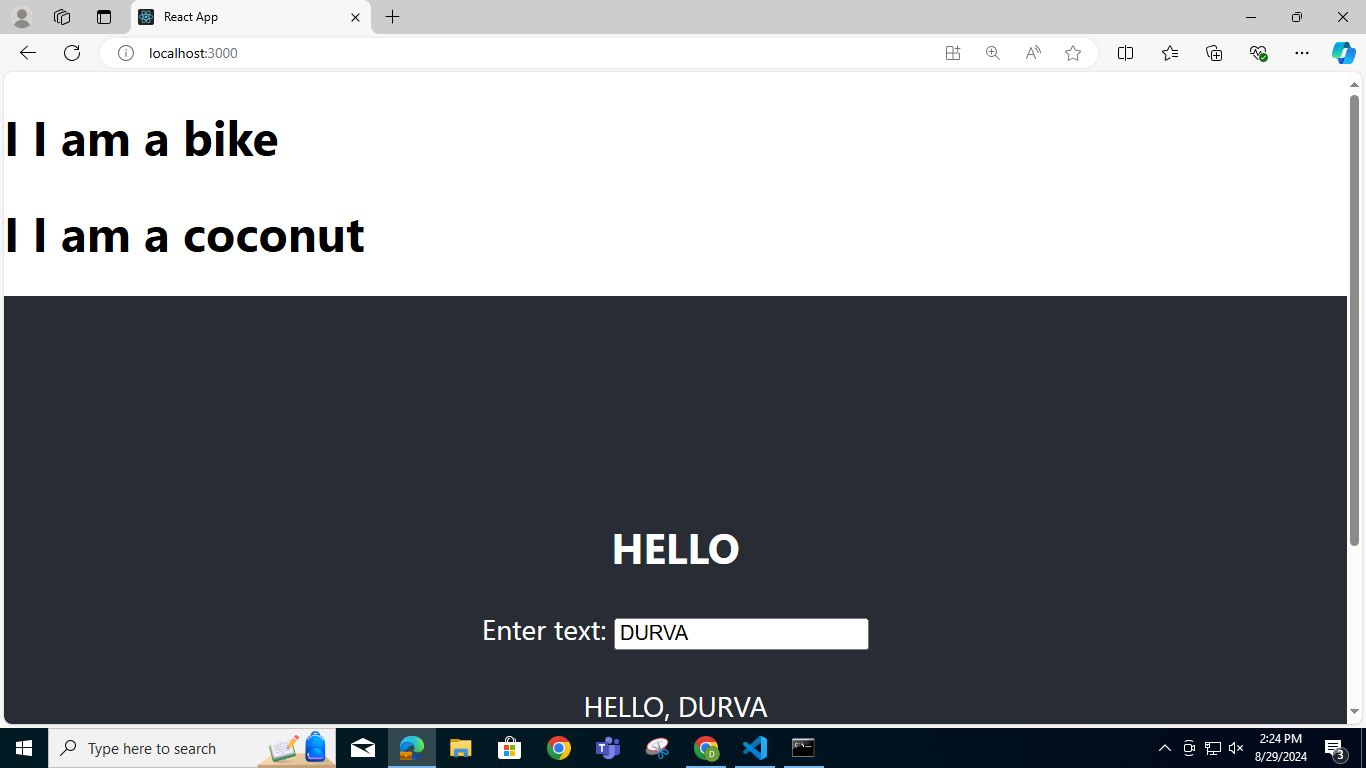 React App
localhost:3000
I I am a bike
I I am a coconut
HELLO
Enter text: DURVA
HELLO, DURVA
Type here to search
D
2:24 PM
8/29/2024
3